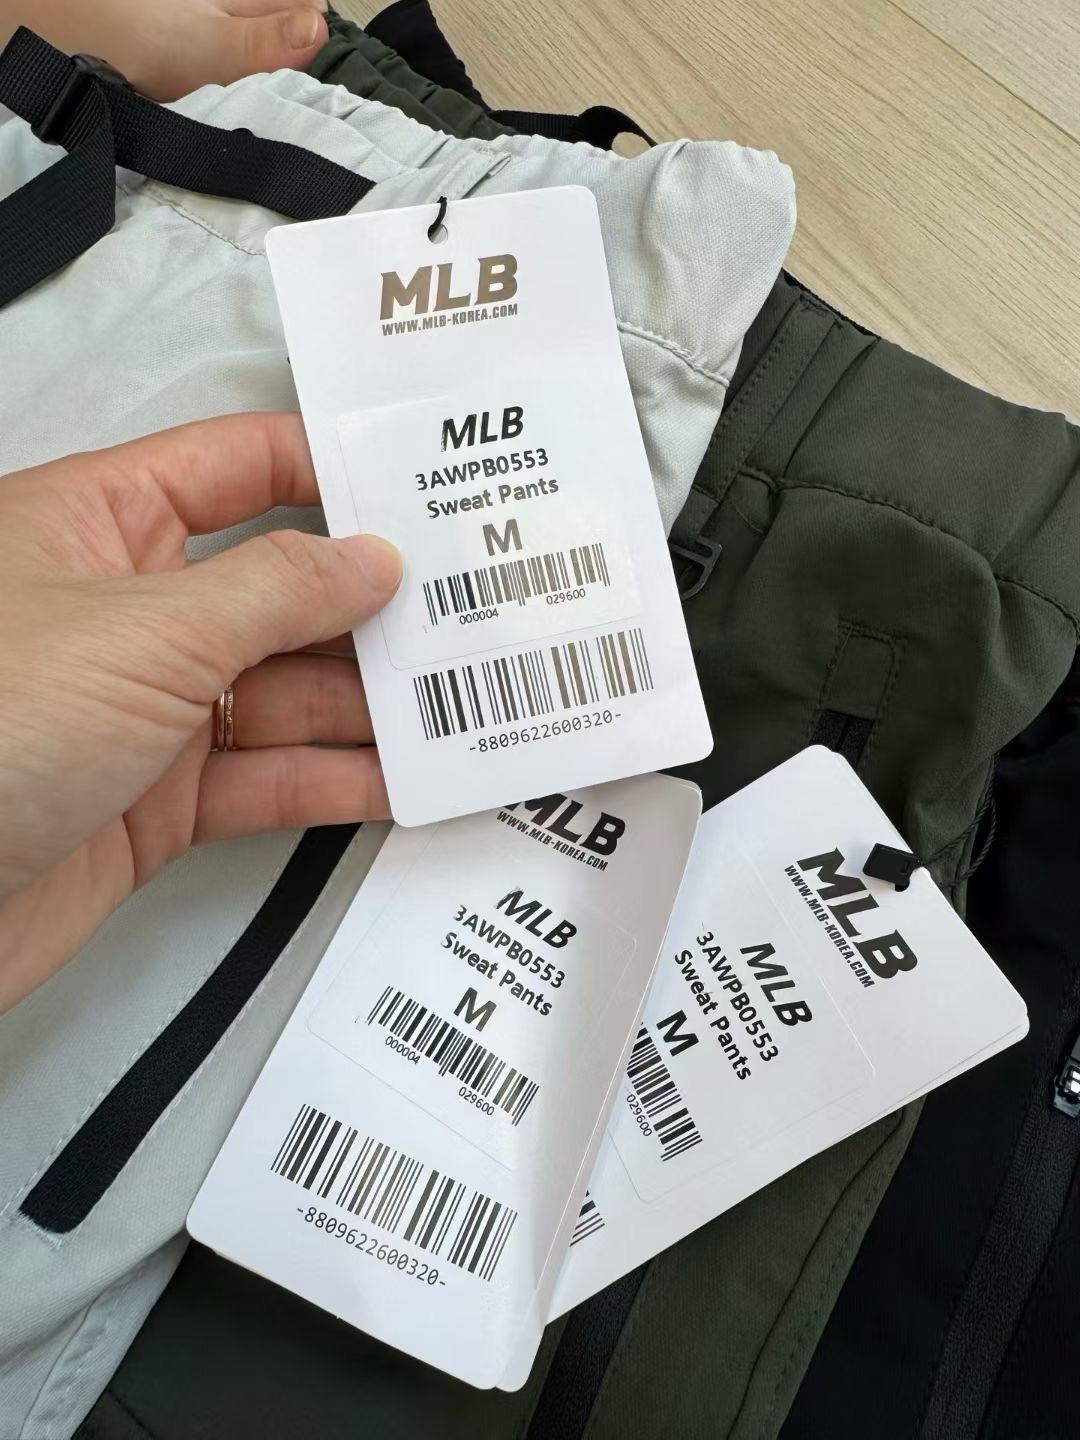 MLB
WWW.MLB-KOREA.COM
MLB
3AWPB0553
Sweat Pants
M
000004 029600
-8809622600320-
MLB
WWW.MLB-KOREA.COM
MLB
3AWPB0553
Sweat Pants
M
000004 029600
-8809622600320-
MLB
WWW.MLB-KOREA.COM
MLB
3AWPB0553
Sweat Pants
M
029600